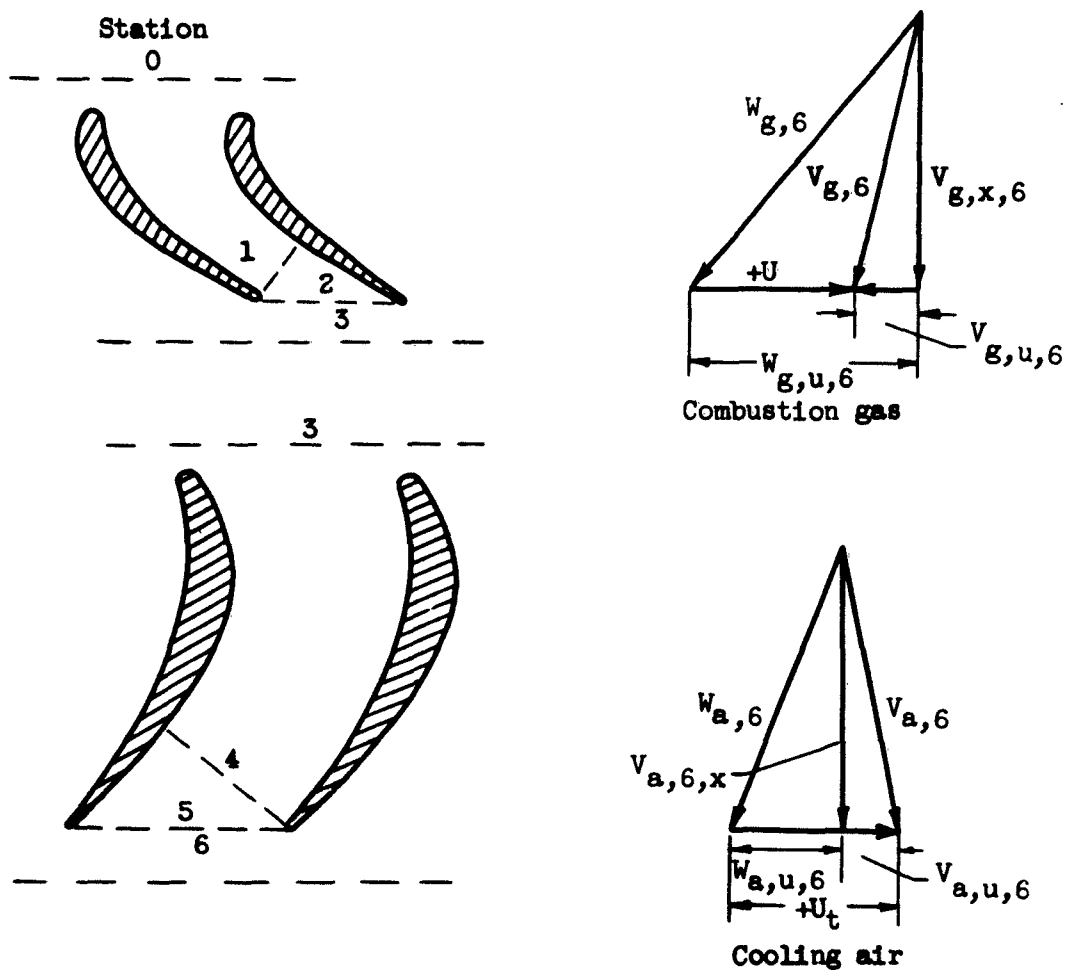 Station
0
1
2
3
3
4
5
6
W_g,6
V_g,6
V_g,x,6
+U
V_g,u,6
W_g,u,6
Combustion gas
W_a,6
V_a,6
V_a,6,x
W_a,u,6
V_a,u,6
+U_t
Cooling air